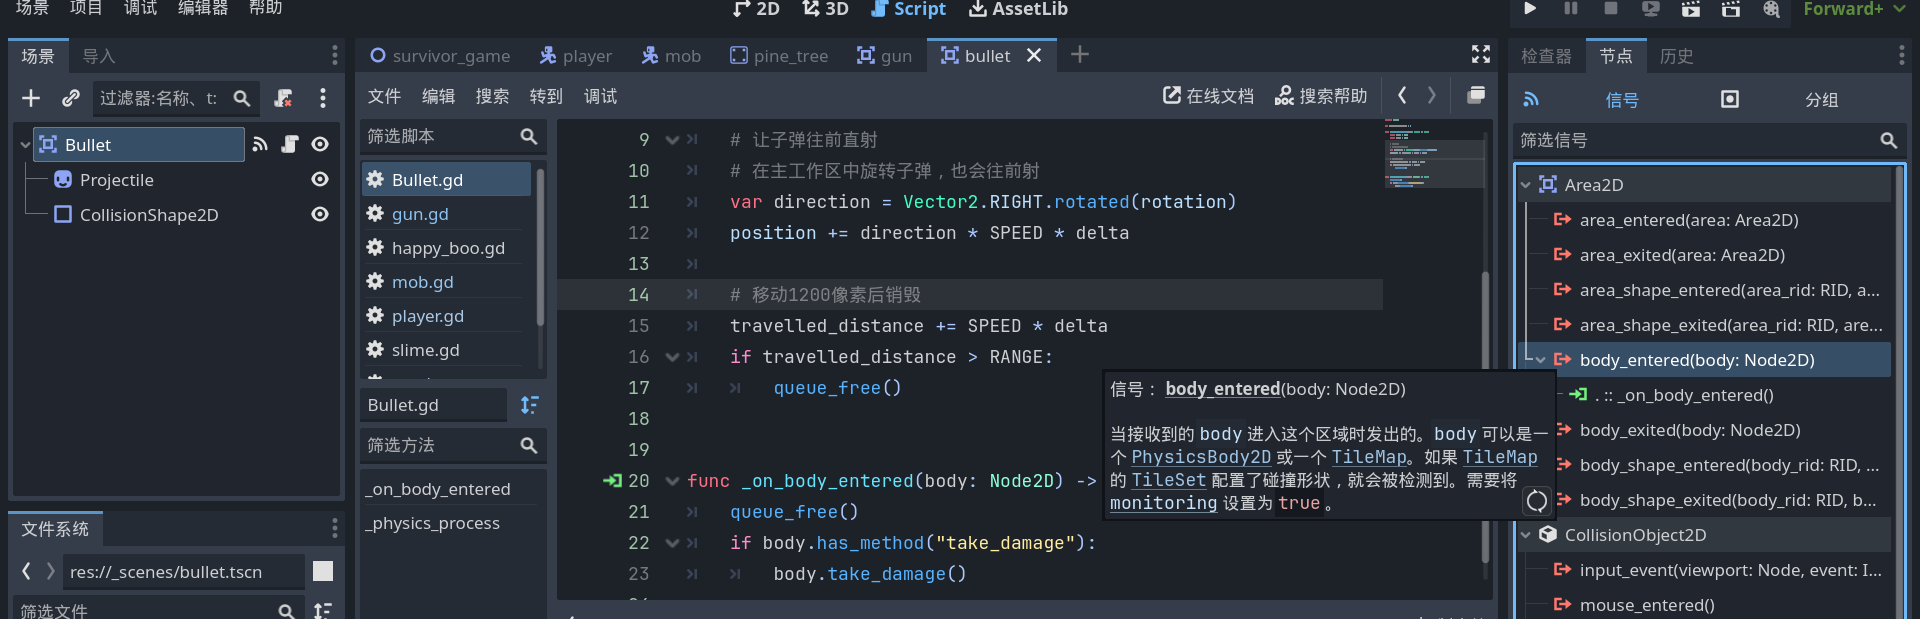 场景 项目 调试 编辑器 帮助
2D 3D Script AssetLib
Forward+
场景 导入
过滤器:名称、t:
Bullet
Projectile
CollisionShape2D
文件系统
res://_scenes/bullet.tscn
筛选文件
survivor_game player mob pine_tree gun bullet
文件 编辑 搜索 转到 调试
在线文档 搜索帮助
筛选脚本
Bullet.gd
gun.gd
happy_boo.gd
mob.gd
player.gd
slime.gd
Bullet.gd
筛选方法
_on_body_entered
_physics_process
9 # 让子弹往前直射
10 # 在主工作区中旋转子弹，也会往前射
11 var direction = Vector2.RIGHT.rotated(rotation)
12 position += direction * SPEED * delta
13
14 # 移动1200像素后销毁
15 travelled_distance += SPEED * delta
16 if travelled_distance > RANGE:
17 queue_free()
18
19
20 func _on_body_entered(body: Node2D) ->
21 queue_free()
22 if body.has_method("take_damage"):
23 body.take_damage()
信号： body_entered(body: Node2D)
当接收到的 body 进入这个区域时发出的。body 可以是一
个 PhysicsBody2D 或一个 TileMap。如果 TileMap
的 TileSet 配置了碰撞形状，就会被检测到。需要将
monitoring 设置为 true。
检查器 节点 历史
信号 分组
筛选信号
Area2D
area_entered(area: Area2D)
area_exited(area: Area2D)
area_shape_entered(area_rid: RID, a...
area_shape_exited(area_rid: RID, are...
body_entered(body: Node2D)
. :: _on_body_entered()
body_exited(body: Node2D)
body_shape_entered(body_rid: RID, ...
body_shape_exited(body_rid: RID, b...
CollisionObject2D
input_event(viewport: Node, event: I...
mouse_entered()